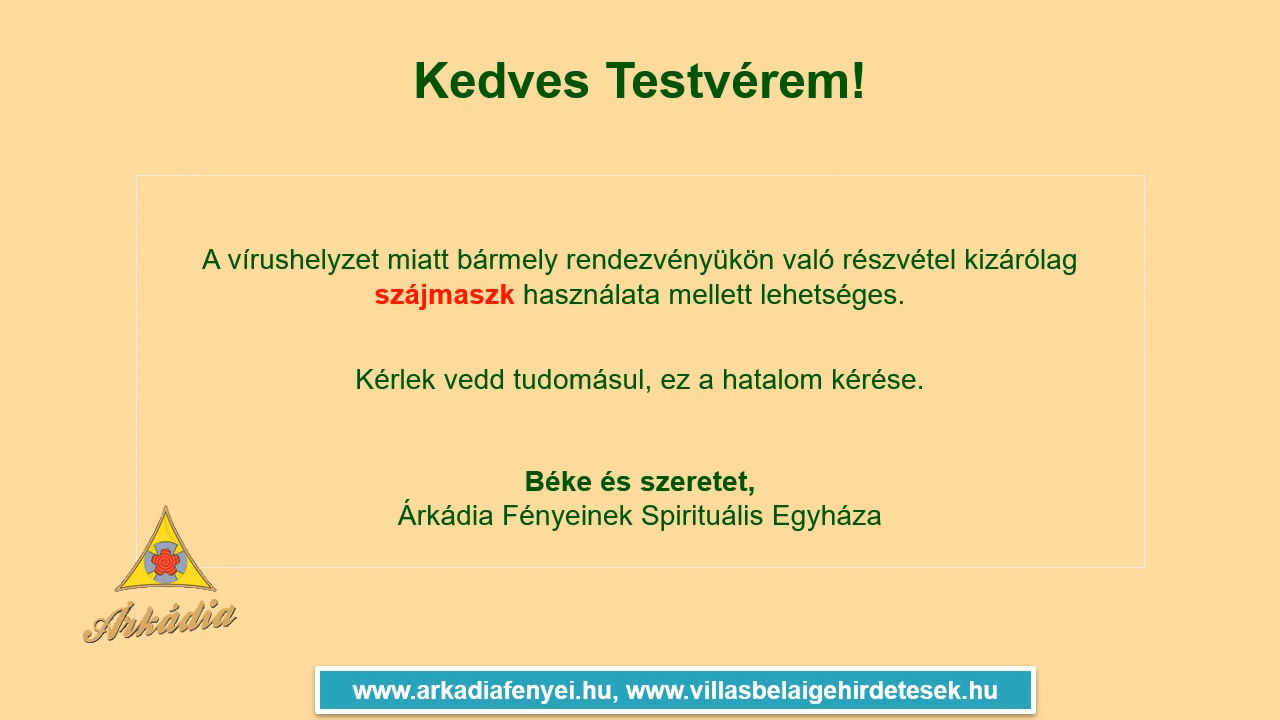 Kedves Testvérem!
A vírushelyzet miatt bármely rendezvényükön való részvétel kizárólag
szájmaszk használata mellett lehetséges.
Kérlek vedd tudomásul, ez a hatalom kérése.
Béke és szeretet,
Árkádia Fényeinek Spirituális Egyháza
Árkádia
www.arkadiafenyei.hu, www.villasbelaigehirdetesek.hu